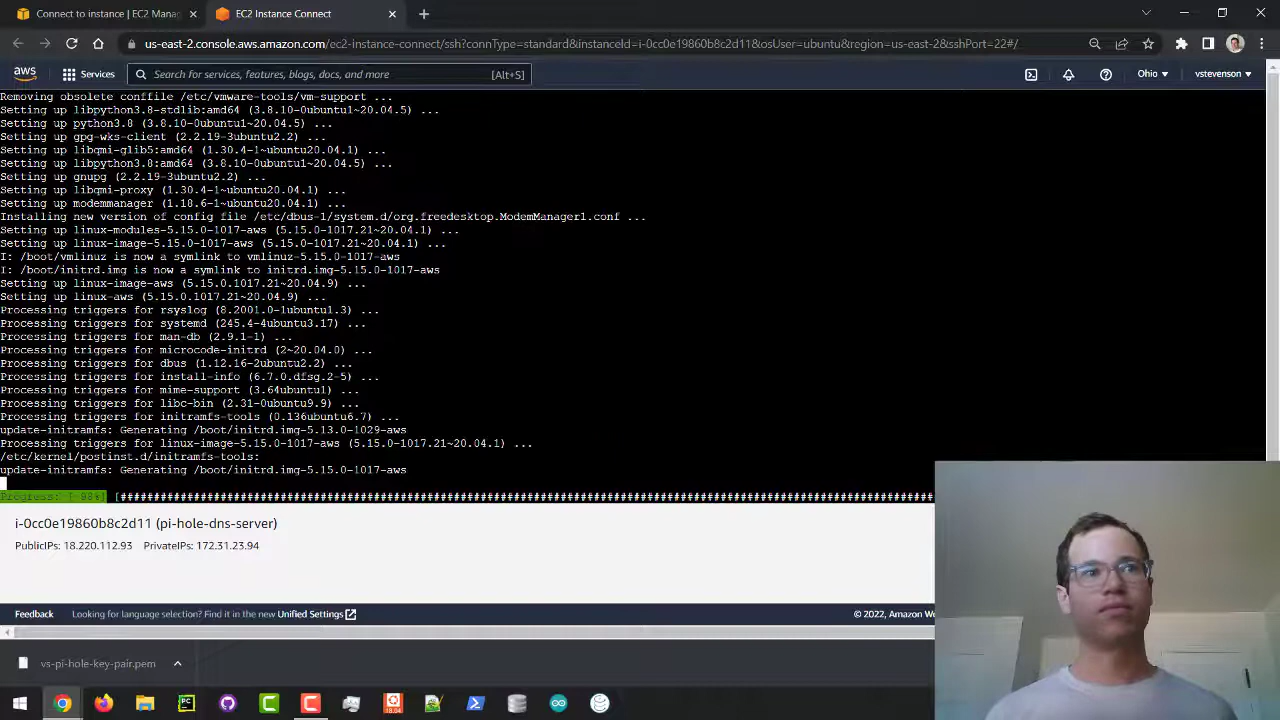 Connect to instance | EC2 Manag
EC2 Instance Connect
us-east-2.console.aws.amazon.com/ec2-instance-connect/ssh?connType=standard&instanceId=i-0cc0e19860b8c2d11&osUser=ubuntu&region=us-east-2&sshPort=22#/
aws
Services
Search for services, features, blogs, docs, and more
[Alt+S]
Ohio
vstevenson
Removing obsolete conffile /etc/vmware-tools/vm-support ...
Setting up libpython3.8-stdlib:amd64 (3.8.10-0ubuntu1~20.04.5) ...
Setting up python3.8 (3.8.10-0ubuntu1~20.04.5) ...
Setting up gpg-wks-client (2.2.19-3ubuntu2.2) ...
Setting up libqmi-glib5:amd64 (1.30.4-1~ubuntu20.04.1) ...
Setting up libpython3.8:amd64 (3.8.10-0ubuntu1~20.04.5) ...
Setting up gnupg (2.2.19-3ubuntu2.2) ...
Setting up libqmi-proxy (1.30.4-1~ubuntu20.04.1) ...
Setting up modemmanager (1.18.6-1~ubuntu20.04.1) ...
Installing new version of config file /etc/dbus-1/system.d/org.freedesktop.ModemManager1.conf ...
Setting up linux-modules-5.15.0-1017-aws (5.15.0-1017.21~20.04.1) ...
Setting up linux-image-5.15.0-1017-aws (5.15.0-1017.21~20.04.1) ...
I: /boot/vmlinuz is now a symlink to vmlinuz-5.15.0-1017-aws
I: /boot/initrd.img is now a symlink to initrd.img-5.15.0-1017-aws
Setting up linux-image-aws (5.15.0.1017.21~20.04.9) ...
Setting up linux-aws (5.15.0.1017.21~20.04.9) ...
Processing triggers for rsyslog (8.2001.0-1ubuntu1.3) ...
Processing triggers for systemd (245.4-4ubuntu3.17) ...
Processing triggers for man-db (2.9.1-1) ...
Processing triggers for microcode-initrd (2~20.04.0) ...
Processing triggers for dbus (1.12.16-2ubuntu2.2) ...
Processing triggers for install-info (6.7.0.dfsg.2-5) ...
Processing triggers for mime-support (3.64ubuntu1) ...
Processing triggers for libc-bin (2.31-0ubuntu9.9) ...
Processing triggers for initramfs-tools (0.136ubuntu6.7) ...
update-initramfs: Generating /boot/initrd.img-5.13.0-1029-aws
Processing triggers for linux-image-5.15.0-1017-aws (5.15.0-1017.21~20.04.1) ...
/etc/kernel/postinst.d/initramfs-tools:
update-initramfs: Generating /boot/initrd.img-5.15.0-1017-aws
Progress: [ 98%] [##########################################################################################################################
i-0cc0e19860b8c2d11 (pi-hole-dns-server)
PublicIPs: 18.220.112.93 PrivateIPs: 172.31.23.94
Feedback
Looking for language selection? Find it in the new Unified Settings
© 2022, Amazon We
vs-pi-hole-key-pair.pem
PC
18.04